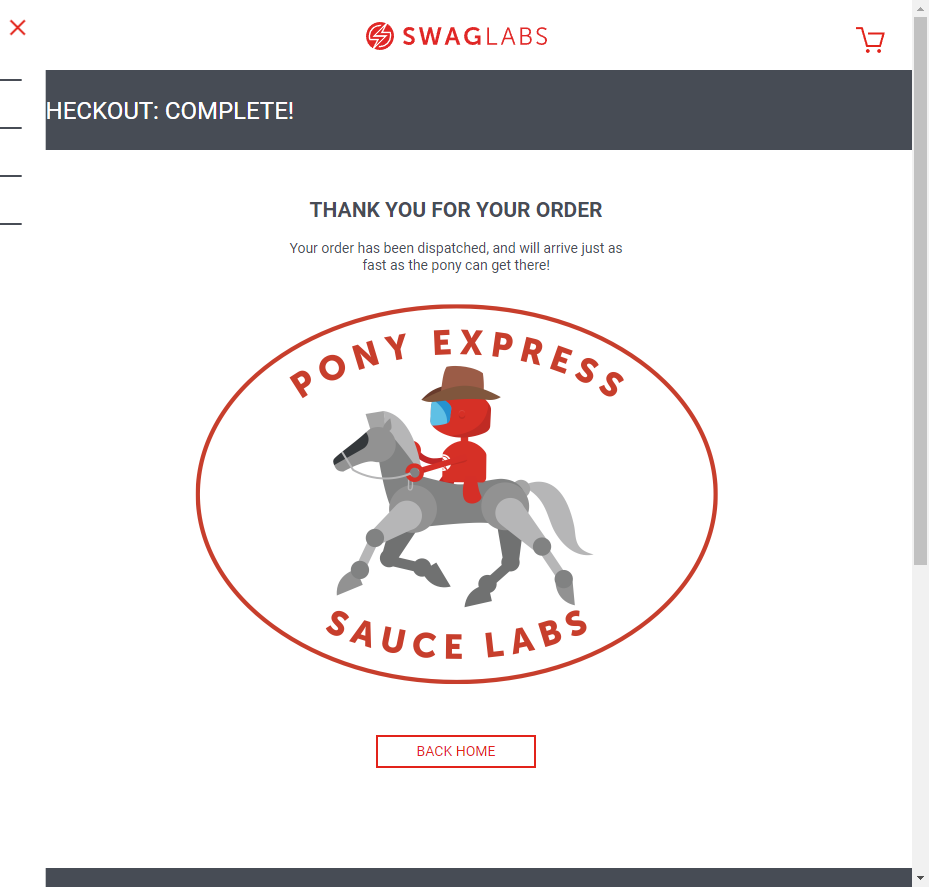 SWAGLABS
HECKOUT: COMPLETE!
THANK YOU FOR YOUR ORDER
Your order has been dispatched, and will arrive just as
fast as the pony can get there!
PONY EXPRESS
SAUCE LABS
BACK HOME